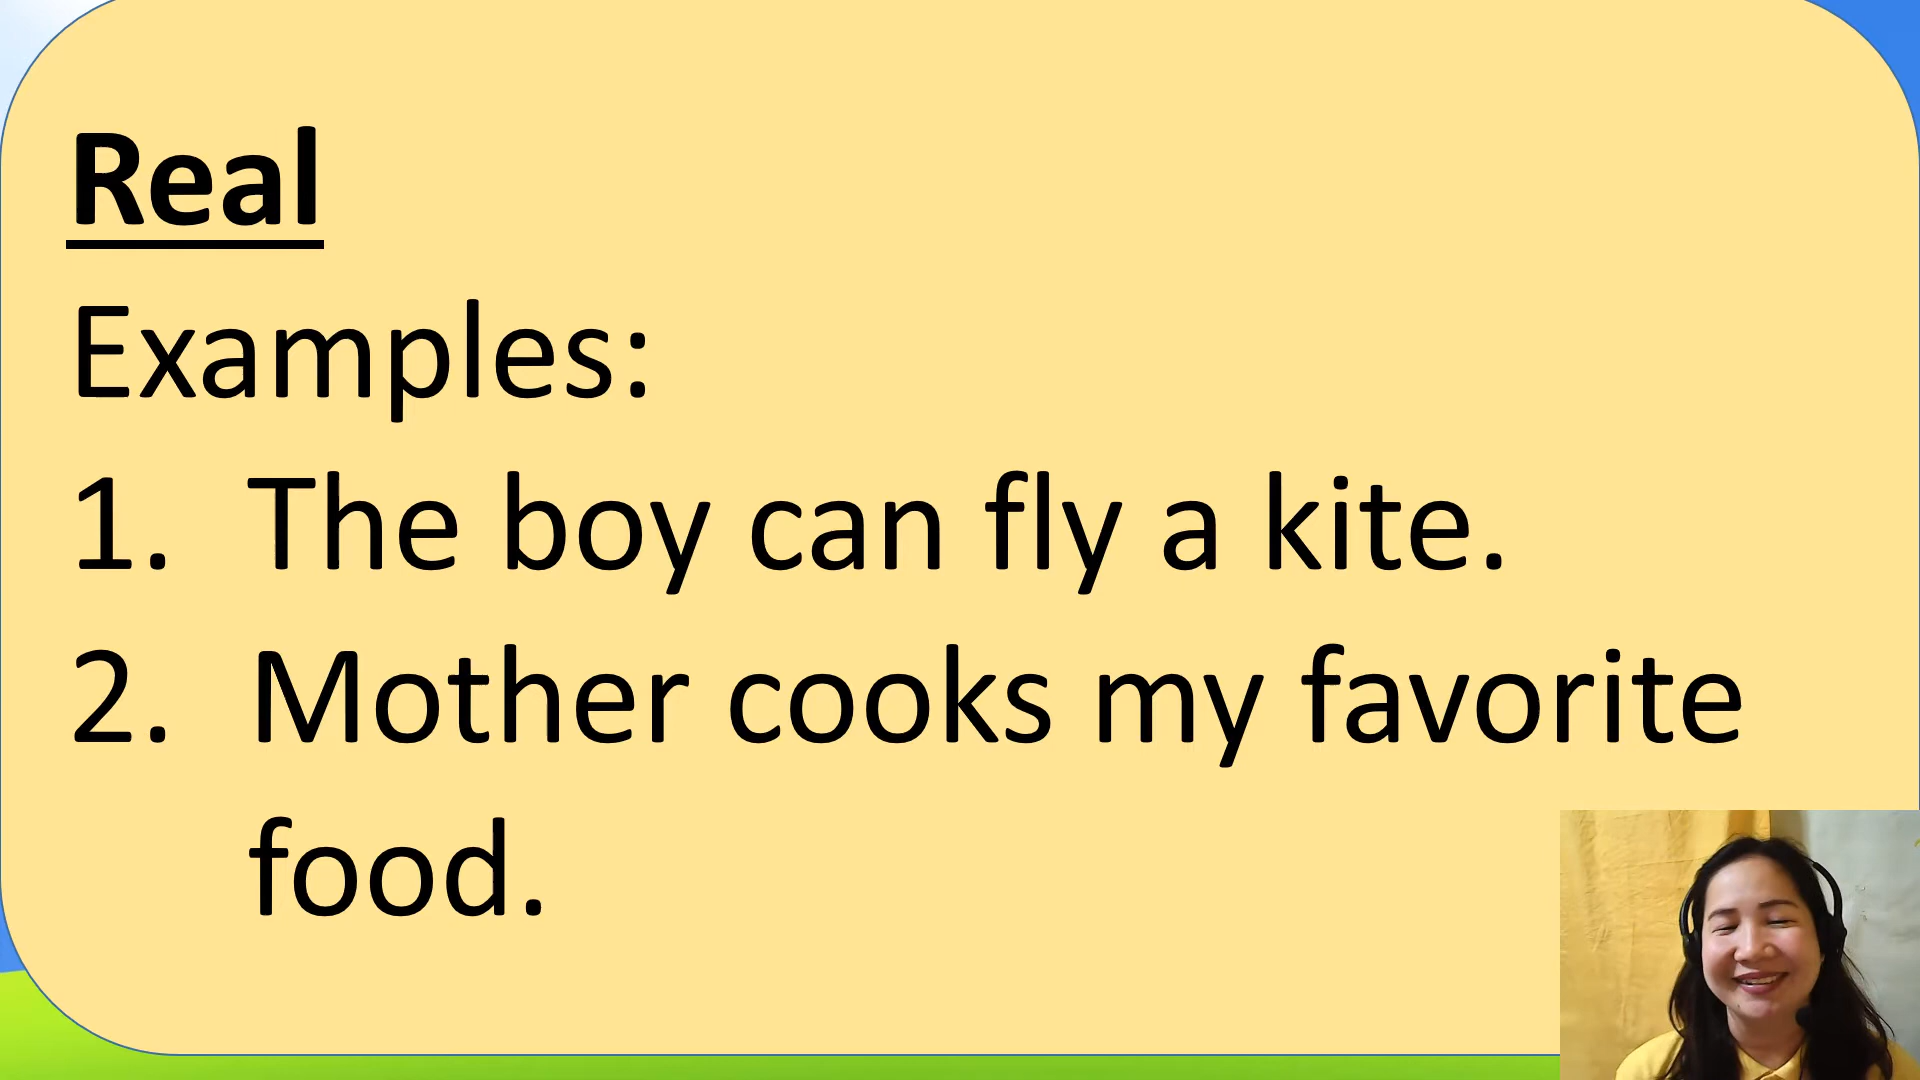 Real
Examples:
1. The boy can fly a kite.
2. Mother cooks my favorite
food.